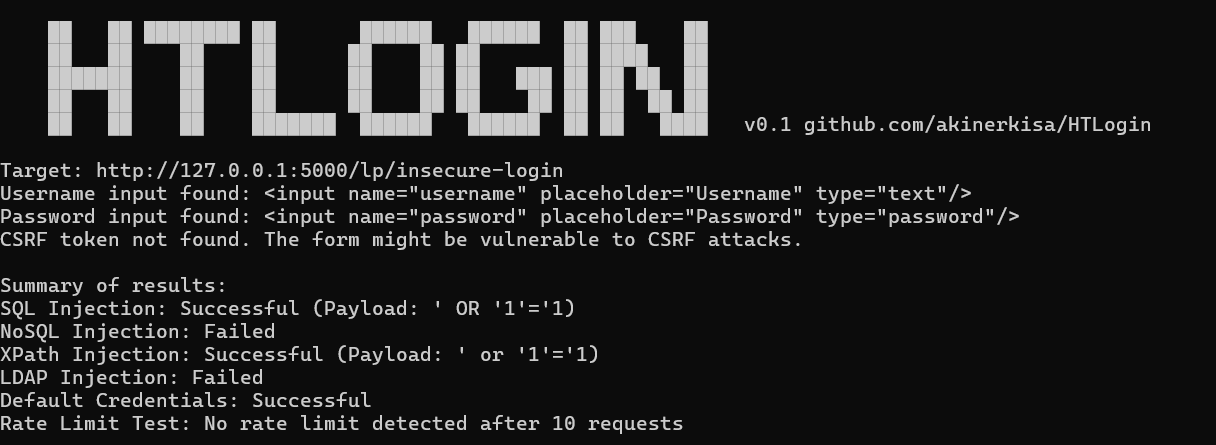 HTLOGIN
v0.1 github.com/akinerkisa/HTLogin
Target: http://127.0.0.1:5000/lp/insecure-login
Username input found: <input name="username" placeholder="Username" type="text"/>
Password input found: <input name="password" placeholder="Password" type="password"/>
CSRF token not found. The form might be vulnerable to CSRF attacks.
Summary of results:
SQL Injection: Successful (Payload: ' OR '1'='1)
NoSQL Injection: Failed
XPath Injection: Successful (Payload: ' or '1'='1)
LDAP Injection: Failed
Default Credentials: Successful
Rate Limit Test: No rate limit detected after 10 requests